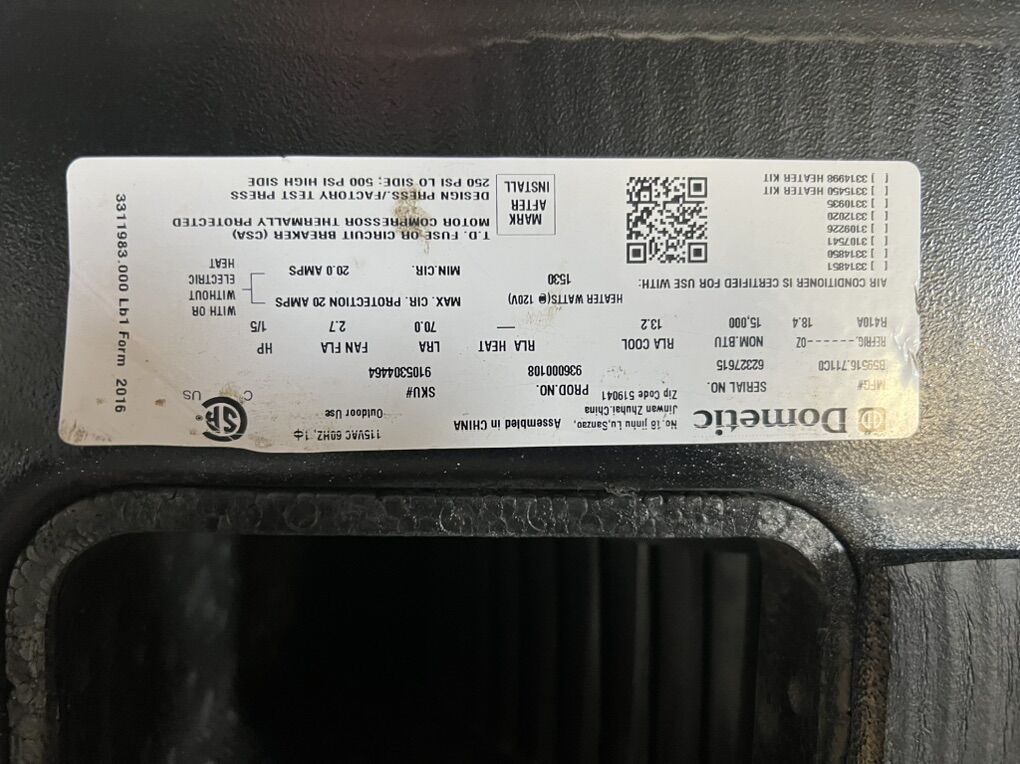 Dometic
No,18 jinhu Lu,Sanzao,
Jinwan Zhuhai.China
Zip Code 519041
Assembled in CHINA
115VAC 60HZ, 1ϕ
Outdoor Use
C US
MFG# SERIAL NO. PROD.NO. SKU#
B59516.711C0 62327615 936000108 9105304464
REFRIG.------OZ NOM.BTU RLA COOL RLA HEAT LRA FAN FLA HP
R410A 18.4 15,000 13.2 — 70.0 2.7 1/5
HEATER WATTS(@ 120V)
1530
MAX .CIR. PROTECTION 20 AMPS
MIN.CIR. 20.0 AMPS
WITH OR
WITHOUT
ELECTRIC
HEAT
AIR CONDITIONER IS CERTIFIED FOR USE WITH:
[ ] 3314851
[ ] 3314850
[ ] 3107541
[ ] 3109226
[ ] 3312020
[ ] 3310935
[ ] 3315450 HEATER KIT
[ ] 3314998 HEATER KIT
MARK
AFTER
INSTALL
T.D. FUSE OR CIRCUIT BREAKER (CSA)
MOTOR COMPRESSOR THERMALLY PROTECTED
DESIGN PRESS./FACTORY TEST PRESS
250 PSI LO SIDE; 500 PSI HIGH SIDE
3311983.000 Lb1 Form 2016